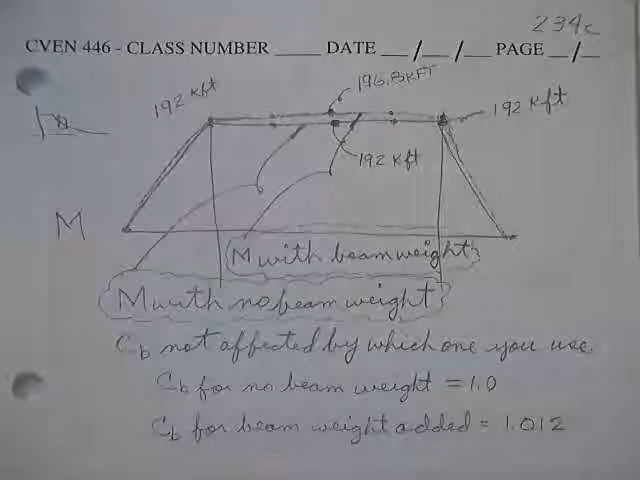 234c
CVEN 446 - CLASS NUMBER ____ DATE __/__/__ PAGE __/__
196.8 KFT
192 Kft
192 Kft
192 Kft
M
M with beam weight
M with no beam weight
Cb not affected by which one you use.
Cb for no beam weight = 1.0
Cb for beam weight added = 1.012